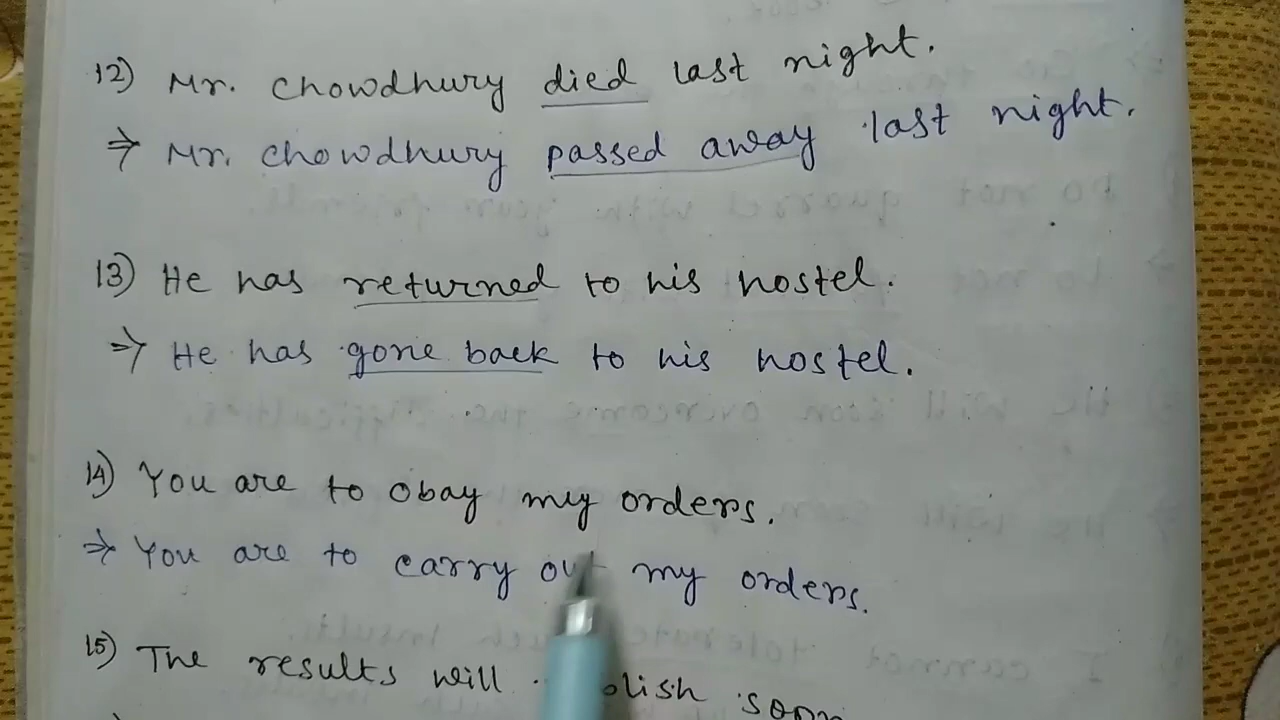 12) Mr. Chowdhury died last night.
⇒ Mr. Chowdhury passed away last night.
13) He has returned to his hostel.
⇒ He has gone back to his hostel.
14) You are to obay my orders.
⇒ You are to carry out my orders.
15) The results will soon